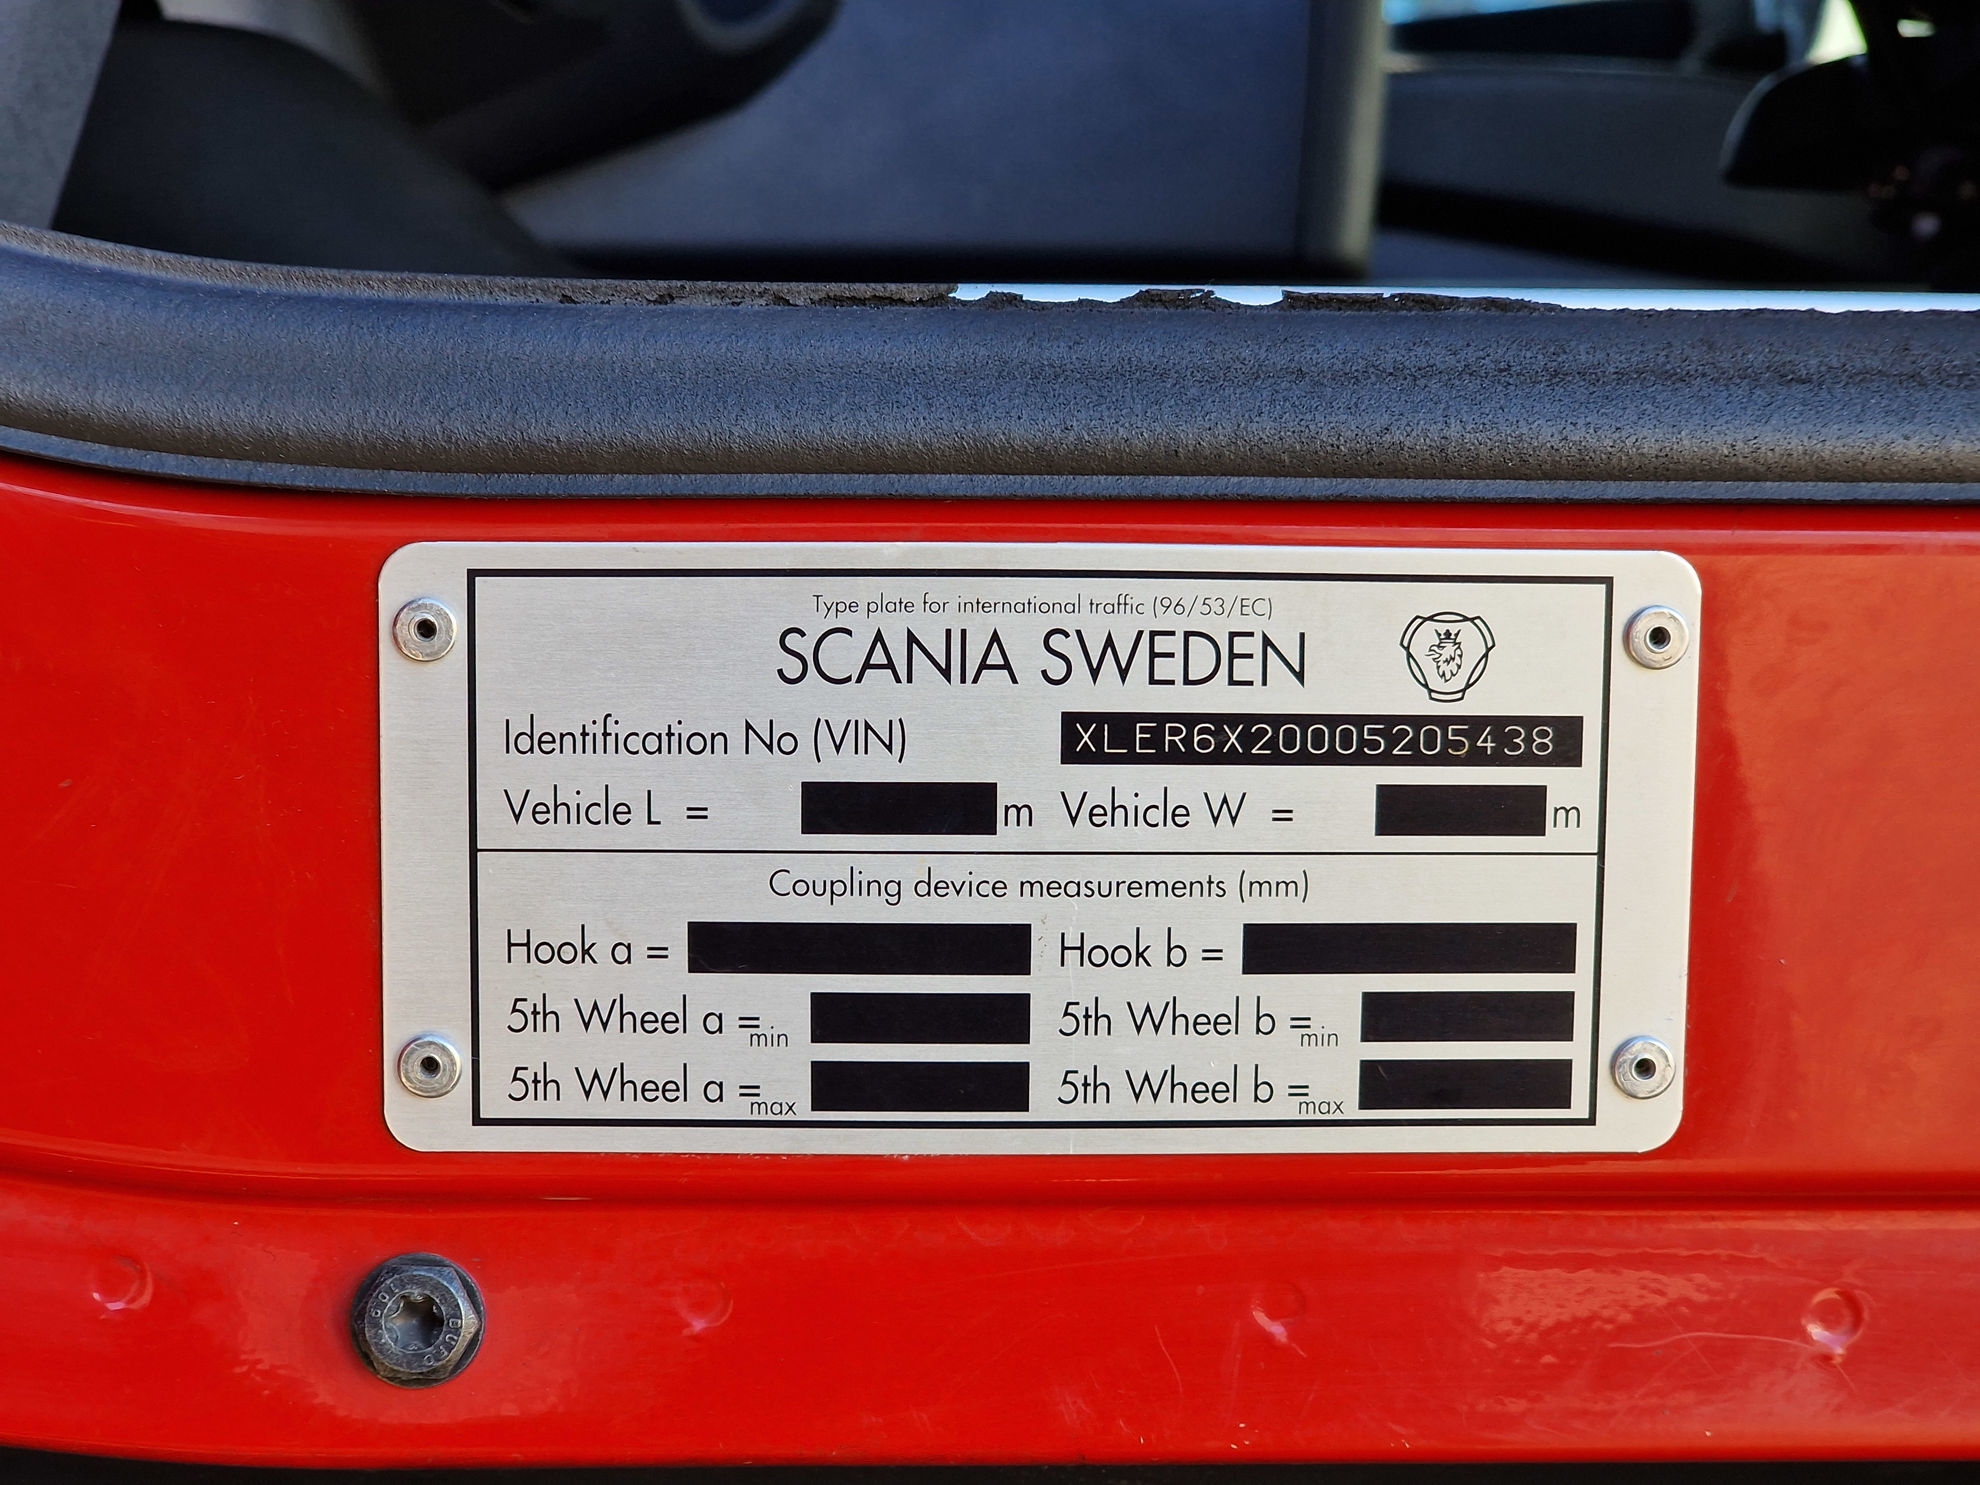 Type plate for international traffic (96/53/EC)
SCANIA SWEDEN
Identification No (VIN) XLER6X20005205438
Vehicle L = m Vehicle W = m
Coupling device measurements (mm)
Hook a = Hook b =
5th Wheel a =min 5th Wheel b =min
5th Wheel a =max 5th Wheel b =max
BUFO